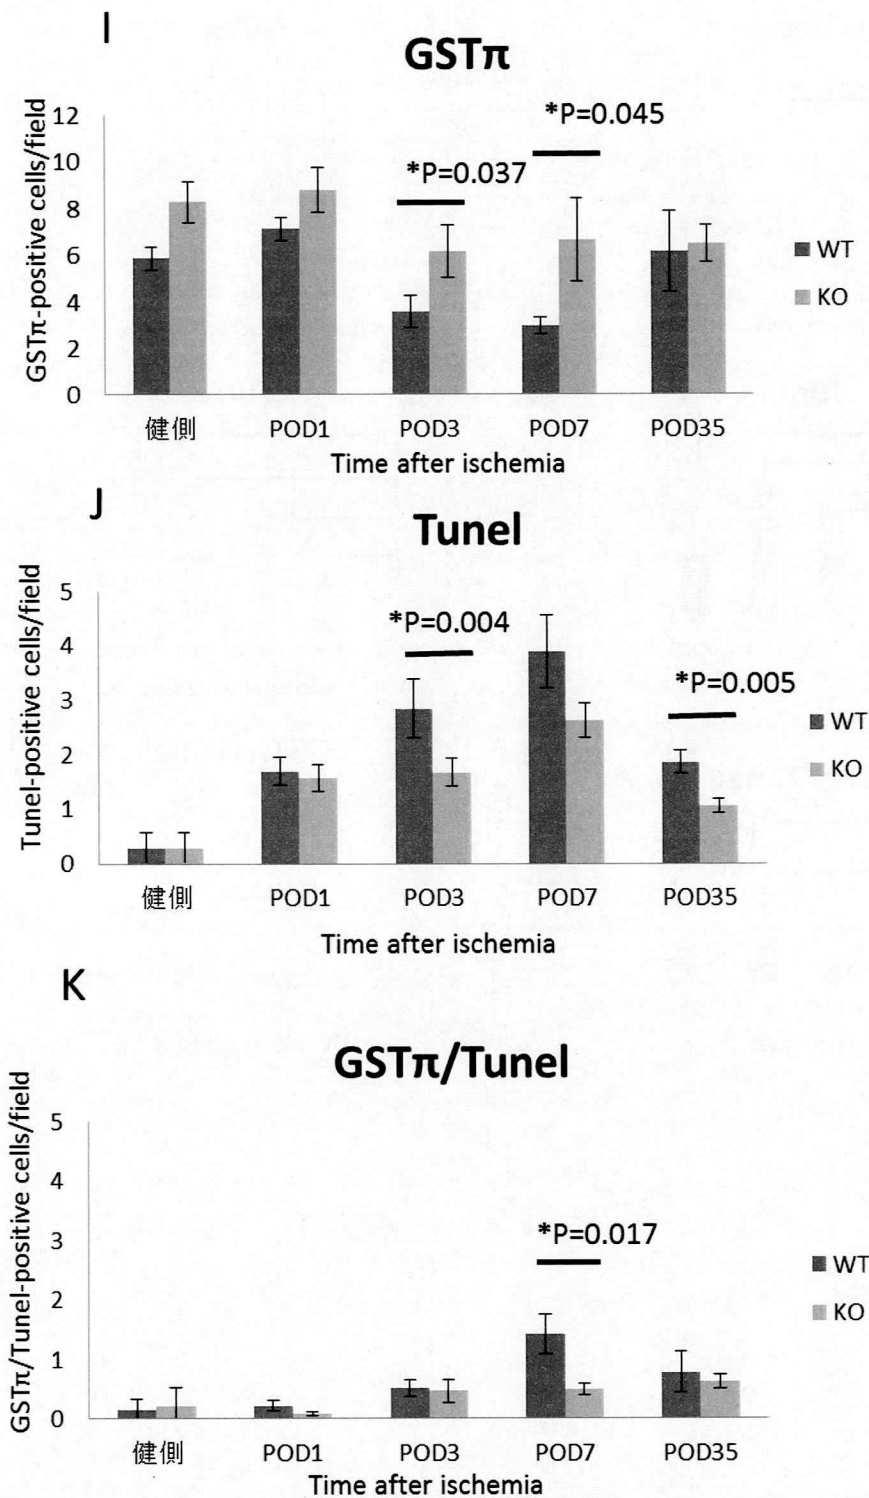 I
GSTπ
GSTπ-positive cells/field
12
10
8
6
4
2
0
*P=0.037
*P=0.045
WT
KO
健側 POD1 POD3 POD7 POD35
Time after ischemia
J
Tunel
Tunel-positive cells/field
5
4
3
2
1
0
*P=0.004
*P=0.005
WT
KO
健側 POD1 POD3 POD7 POD35
Time after ischemia
K
GSTπ/Tunel
GSTπ/Tunel-positive cells/field
5
4
3
2
1
0
*P=0.017
WT
KO
健側 POD1 POD3 POD7 POD35
Time after ischemia